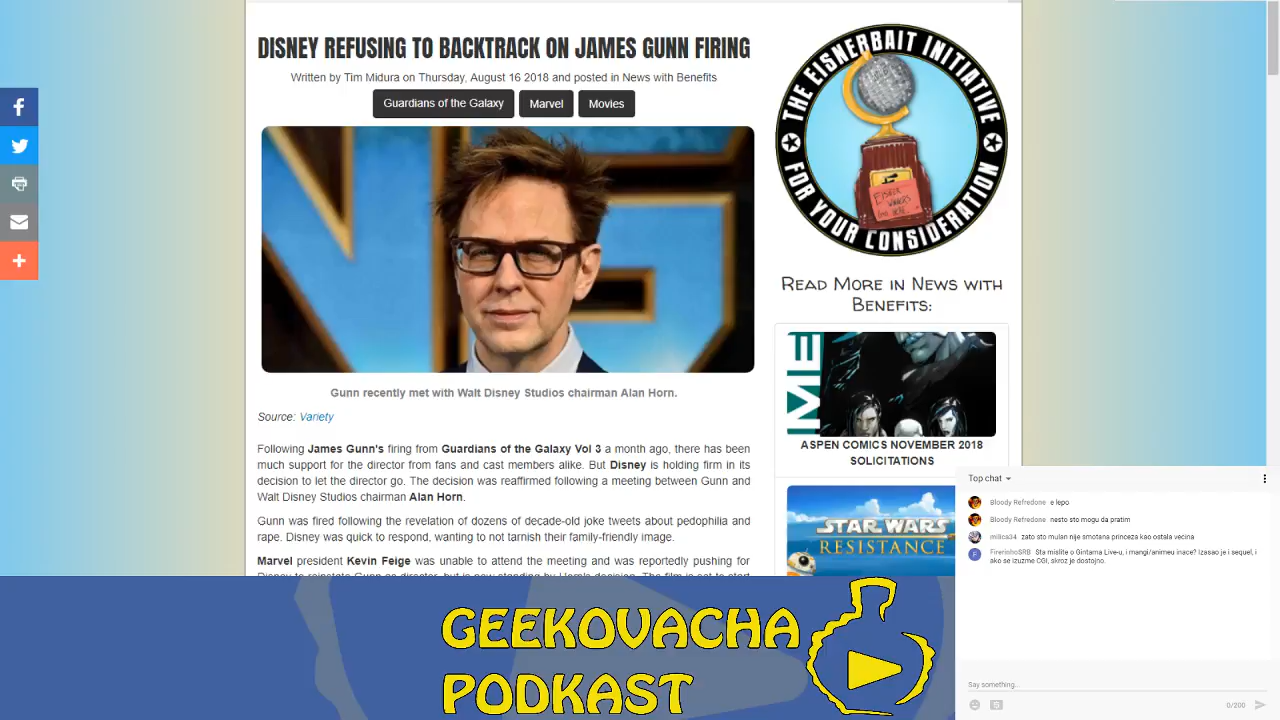 DISNEY REFUSING TO BACKTRACK ON JAMES GUNN FIRING
Written by Tim Midura on Thursday, August 16 2018 and posted in News with Benefits
Guardians of the Galaxy
Marvel
Movies
Gunn recently met with Walt Disney Studios chairman Alan Horn.
Source: Variety
Following James Gunn's firing from Guardians of the Galaxy Vol 3 a month ago, there has been
much support for the director from fans and cast members alike. But Disney is holding firm in its
decision to let the director go. The decision was reaffirmed following a meeting between Gunn and
Walt Disney Studios chairman Alan Horn.
Gunn was fired following the revelation of dozens of decade-old joke tweets about pedophilia and
rape. Disney was quick to respond, wanting to not tarnish their family-friendly image.
Marvel president Kevin Feige was unable to attend the meeting and was reportedly pushing for
THE EISNERBAIT INITIATIVE
FOR YOUR CONSIDERATION
EISNER
READ MORE IN NEWS WITH
BENEFITS:
ASPEN COMICS NOVEMBER 2018
SOLICITATIONS
STAR WARS
RESISTANCE
Top chat
Bloody Refredone e lepo
Bloody Refredone nesto sto mogu da pratim
milica34 zato sto mulan nije smotana princeza kao ostala vecina
FirerishoSRB Šta mislite o Gintama Live-u, i mangi/animeu inace? Izasao je i sequel, i
ako se izuzme CGI, skroz je dostojno.
Say something...
0/200
GEEKOVACHA
PODKAST